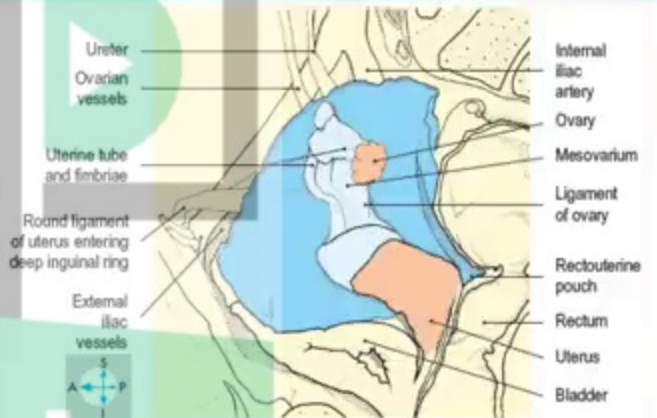 Ureter
Ovarian
vessels
Uterine tube
and fimbriae
Round ligament
of uterus entering
deep inguinal ring
External
iliac
vessels
S
A
P
I
Internal
iliac
artery
Ovary
Mesovarium
Ligament
of ovary
Rectouterine
pouch
Rectum
Uterus
Bladder